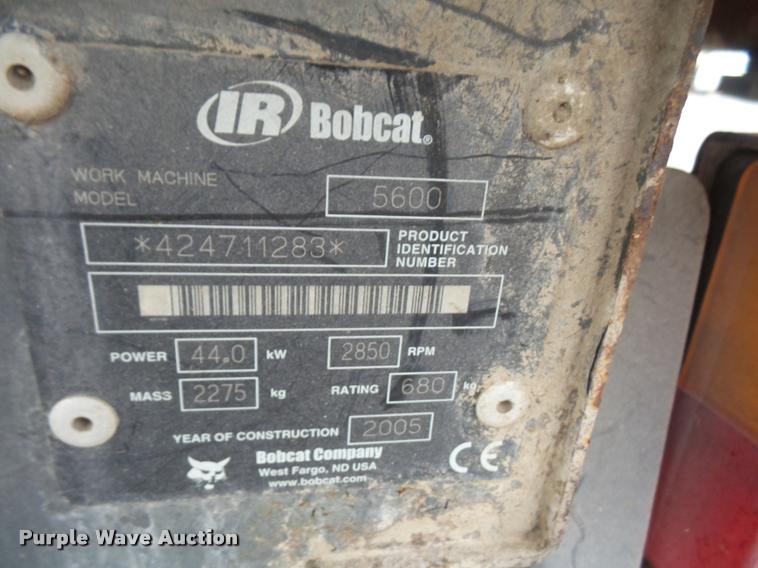 IR Bobcat®
WORK MACHINE
MODEL 5600
*424711283* PRODUCT
IDENTIFICATION
NUMBER
POWER 44.0 kW 2850 RPM
MASS 2275 kg RATING 680 kg
YEAR OF CONSTRUCTION 2005
Bobcat Company
West Fargo, ND USA
www.bobcat.com
CE
Purple Wave Auction